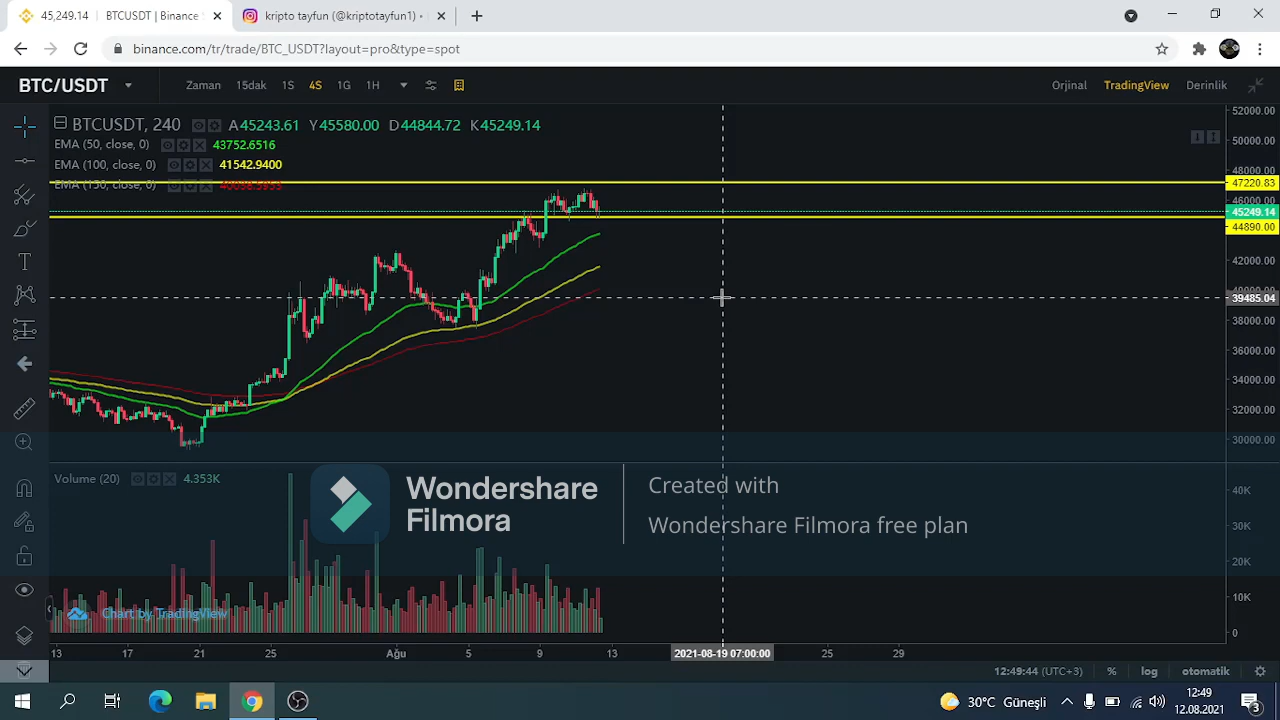 45,249.14 | BTCUSDT | Binance
kripto tayfun (@kriptotayfun1) •
binance.com/tr/trade/BTC_USDT?layout=pro&type=spot
BTC/USDT
Zaman 15dak 1S 4S 1G 1H
Orjinal TradingView Derinlik
BTCUSDT, 240 A45243.61 Y45580.00 D44844.72 K45249.14
EMA (50, close, 0) 43752.6516
EMA (100, close, 0) 41542.9400
EMA (150, close, 0)
52000.00
50000.00
48000.00
47220.83
46000.00
45249.14
44890.00
42000.00
40000.00
39485.04
38000.00
36000.00
34000.00
32000.00
30000.00
Volume (20) 4.353K
Wondershare
Filmora
Created with
Wondershare Filmora free plan
40K
30K
20K
10K
0
Chart by TradingView
13 17 21 25 Ağu 5 9 13 2021-08-19 07:00:00 25 29
12:49:44 (UTC+3) % log otomatik
30°C Güneşli
12:49
12.08.2021
3